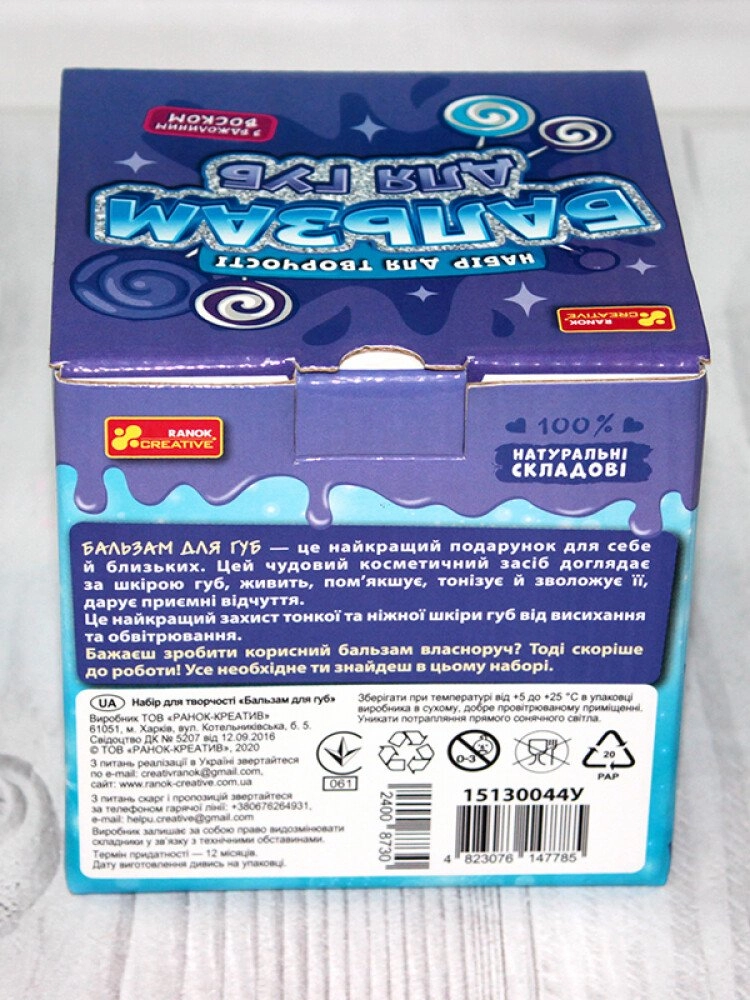 З БДЖОЛИНИМ
ВОСКОМ
БАЛЬЗАМ
ДЛЯ ГУБ
НАБІР ДЛЯ ТВОРЧОСТІ
RANOK
CREATIVE
RANOK
CREATIVE
100%
НАТУРАЛЬНІ
СКЛАДОВІ
БАЛЬЗАМ ДЛЯ ГУБ — це найкращий подарунок для себе
й близьких. Цей чудовий косметичний засіб доглядає
за шкірою губ, живить, пом'якшує, тонізує й зволожує її,
дарує приємні відчуття.
Це найкращий захист тонкої та ніжної шкіри губ від висихання
та обвітрювання.
Бажаєш зробити корисний бальзам власноруч? Тоді скоріше
до роботи! Усе необхідне ти знайдеш в цьому наборі.
UA Набір для творчості «Бальзам для губ»
Виробник ТОВ «РАНОК-КРЕАТИВ»
61051, м. Харків, вул. Котельниківська, б. 5.
Свідоцтво ДК № 5207 від 12.09.2016
© ТОВ «РАНОК-КРЕАТИВ», 2020
З питань реалізації в Україні звертайтеся
по e-mail: creativranok@gmail.com,
сайт: www.ranok-creative.com.ua
З питань скарг і пропозицій звертайтеся
за телефоном гарячої лінії: +380676264931,
e-mail: helpu.creative@gmail.com
Виробник залишає за собою право видозмінювати
складники у зв'язку з технічними обставинами.
Термін придатності — 12 місяців.
Дату виготовлення дивись на упаковці.
Зберігати при температурі від +5 до +25 °C в упаковці
виробника в сухому, добре провітрюваному приміщенні.
Уникати потрапляння прямого сонячного світла.
061
0-3
20
PAP
2400 8730
15130044У
4 823076 147785